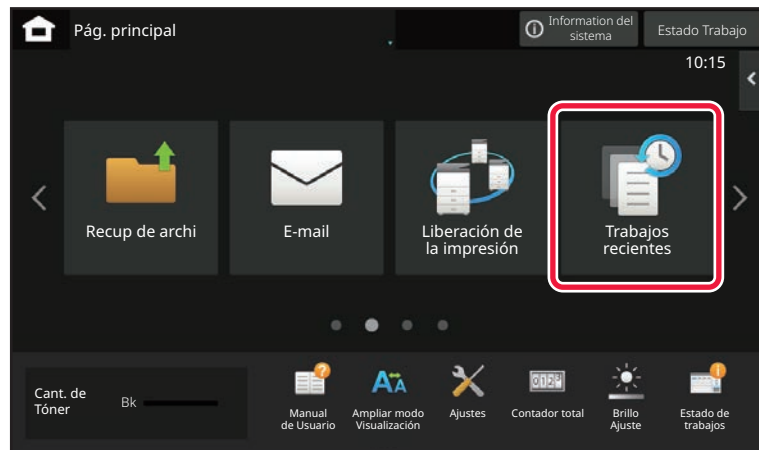 Pág. principal
Information del
sistema
Estado Trabajo
10:15
Recup de archi
E-mail
Liberación de
la impresión
Trabajos
recientes
Cant. de
Tóner
Bk
Manual
de Usuario
Ampliar modo
Visualización
Ajustes
Contador total
Brillo
Ajuste
Estado de
trabajos